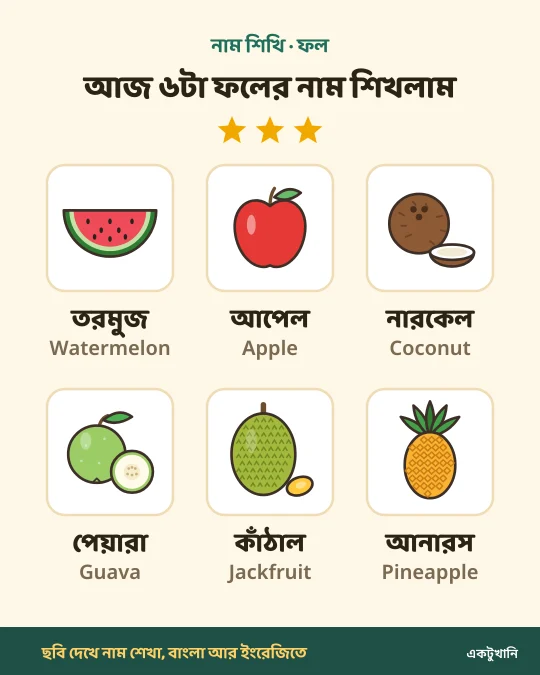 নাম শিখি · ফল
আজ ৬টা ফলের নাম শিখলাম
তরমুজ
Watermelon
আপেল
Apple
নারকেল
Coconut
পেয়ারা
Guava
কাঁঠাল
Jackfruit
আনারস
Pineapple
ছবি দেখে নাম শেখা, বাংলা আর ইংরেজিতে
একটুখানি